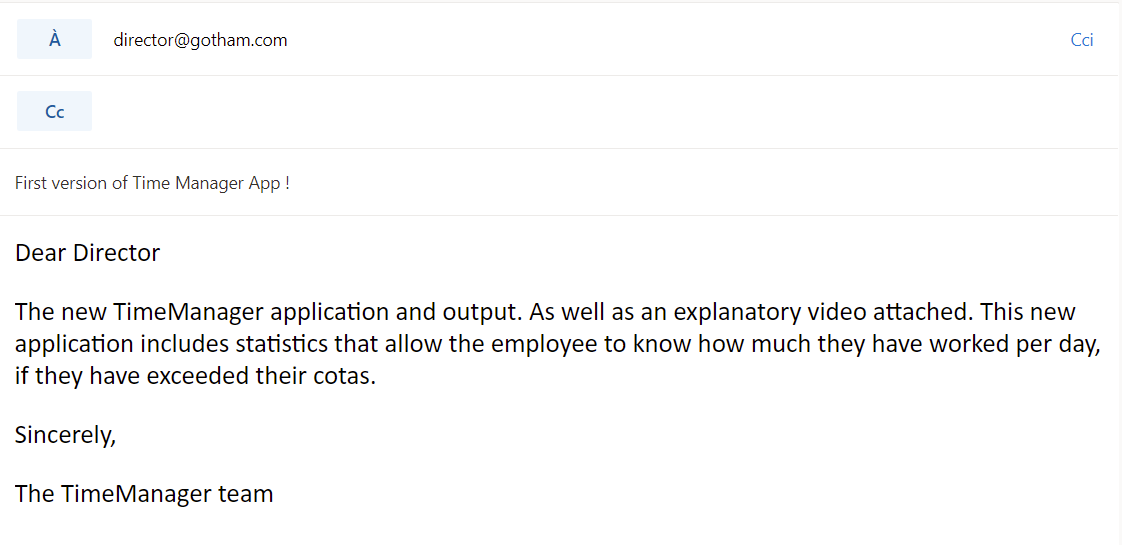 À
director@gotham.com
Cci
Cc
First version of Time Manager App !
Dear Director
The new TimeManager application and output. As well as an explanatory video attached. This new
application includes statistics that allow the employee to know how much they have worked per day,
if they have exceeded their cotas.
Sincerely,
The TimeManager team